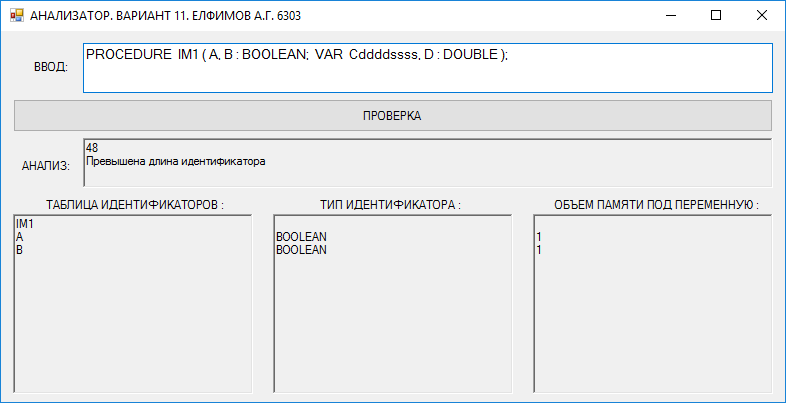 АНАЛИЗАТОР. ВАРИАНТ 11. ЕЛФИМОВ А.Г. 6303
ВВОД:
PROCEDURE IM1 ( A, B : BOOLEAN; VAR Cddddssss, D : DOUBLE );
ПРОВЕРКА
АНАЛИЗ:
48
Превышена длина идентификатора
ТАБЛИЦА ИДЕНТИФИКАТОРОВ :
ТИП ИДЕНТИФИКАТОРА :
ОБЪЕМ ПАМЯТИ ПОД ПЕРЕМЕННУЮ :
IM1
A BOOLEAN 1
B BOOLEAN 1